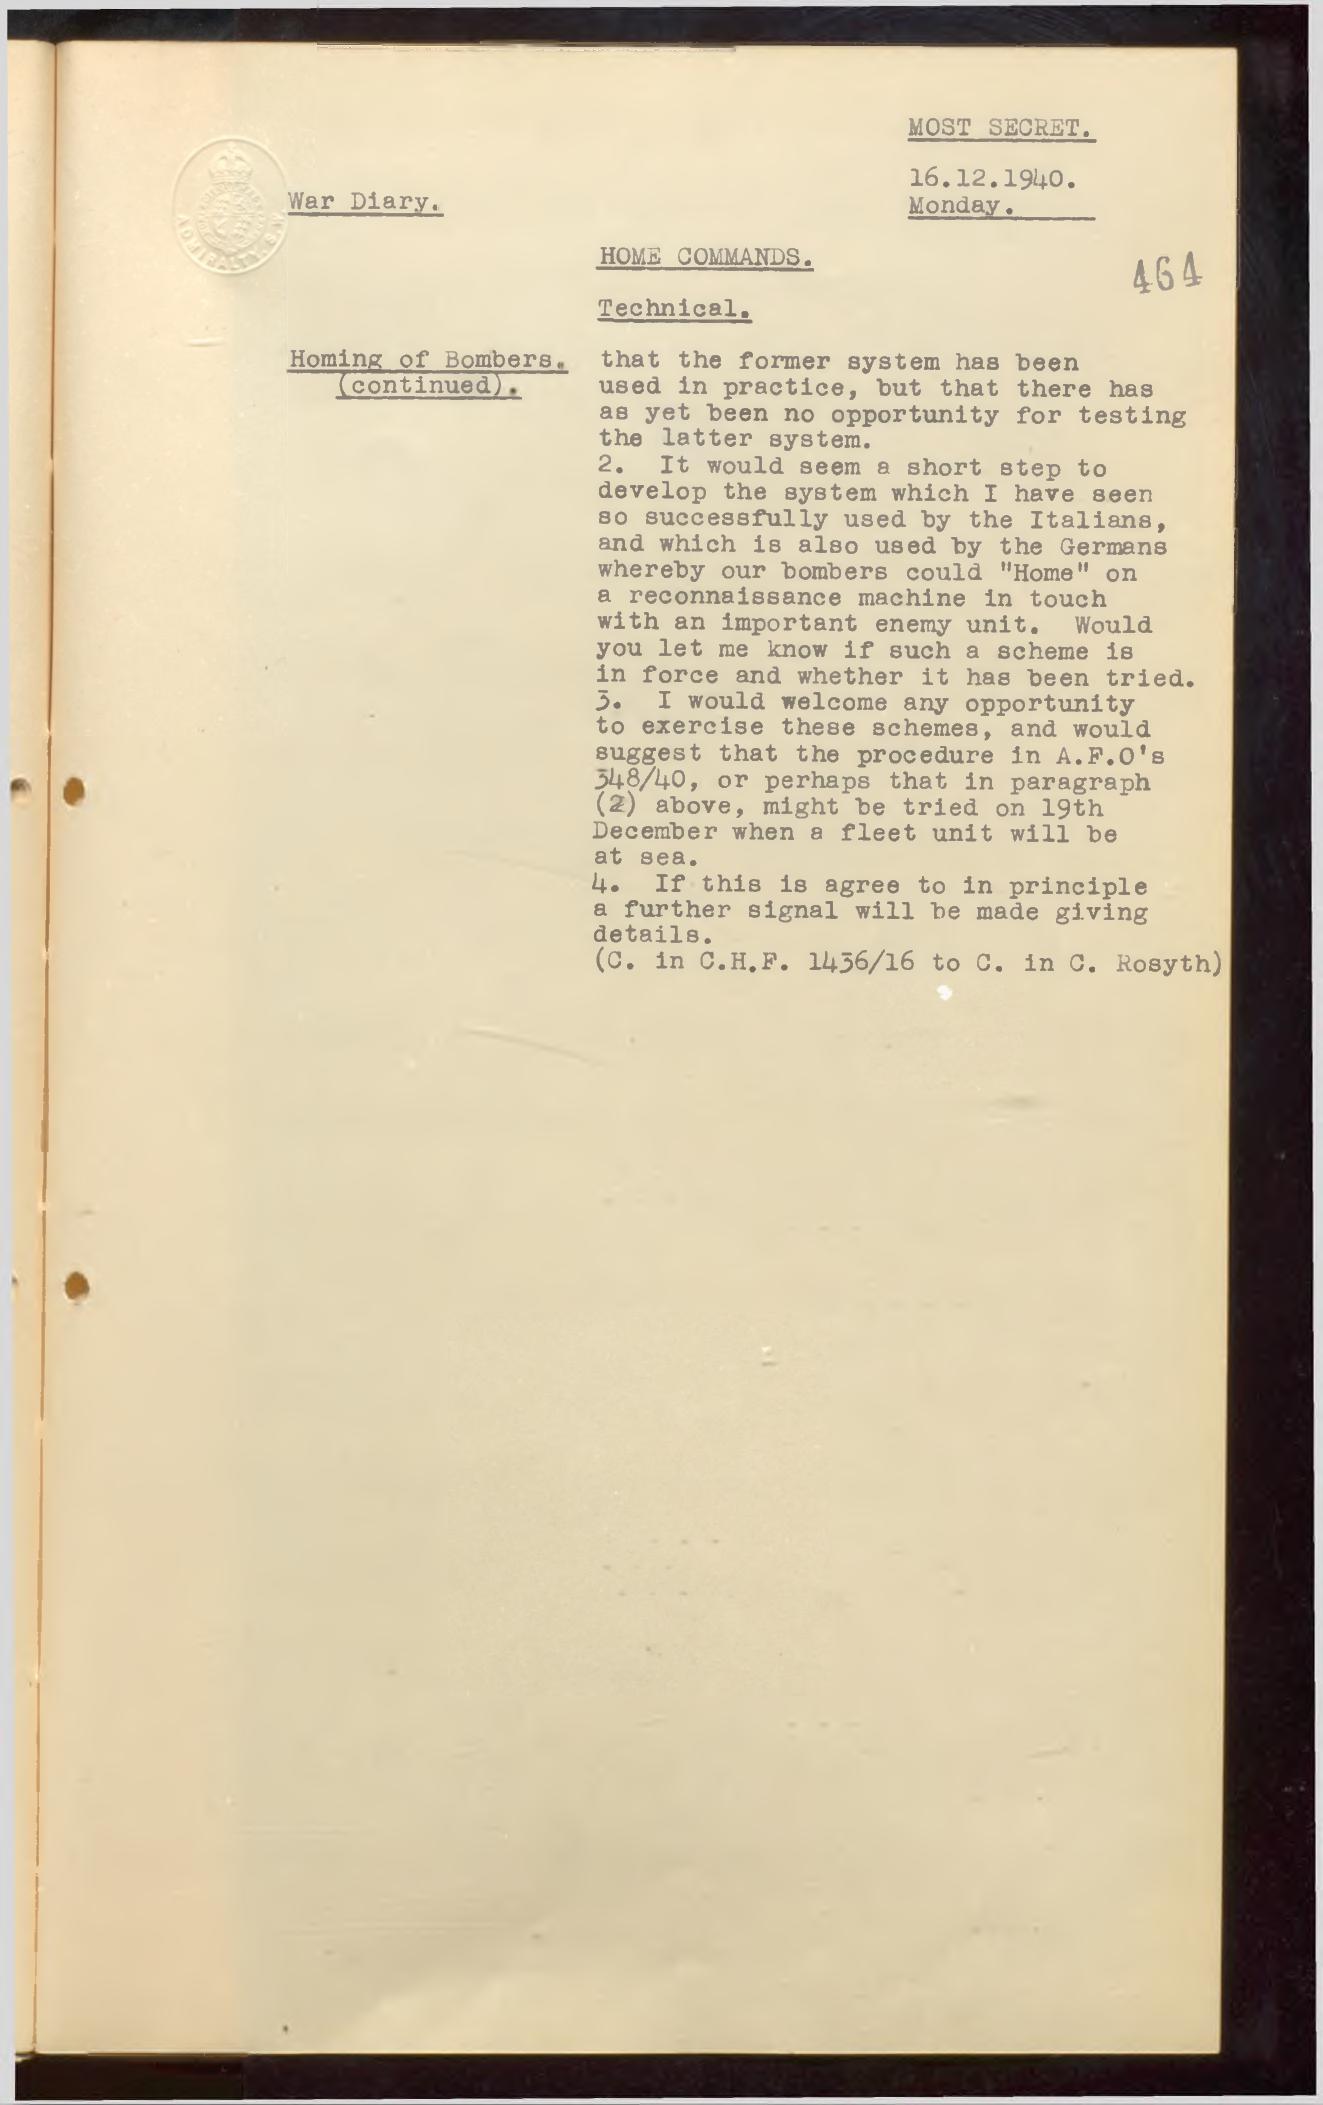 MOST SECRET.
16.12.1940.
Monday.
War Diary.
ADMIRALTY. S.W.
HOME COMMANDS.
464
Technical.
Homing of Bombers.
(continued).
that the former system has been
used in practice, but that there has
as yet been no opportunity for testing
the latter system.
2. It would seem a short step to
develop the system which I have seen
so successfully used by the Italians,
and which is also used by the Germans
whereby our bombers could "Home" on
a reconnaissance machine in touch
with an important enemy unit. Would
you let me know if such a scheme is
in force and whether it has been tried.
3. I would welcome any opportunity
to exercise these schemes, and would
suggest that the procedure in A.F.O's
348/40, or perhaps that in paragraph
(2) above, might be tried on 19th
December when a fleet unit will be
at sea.
4. If this is agree to in principle
a further signal will be made giving
details.
(C. in C.H.F. 1436/16 to C. in C. Rosyth)